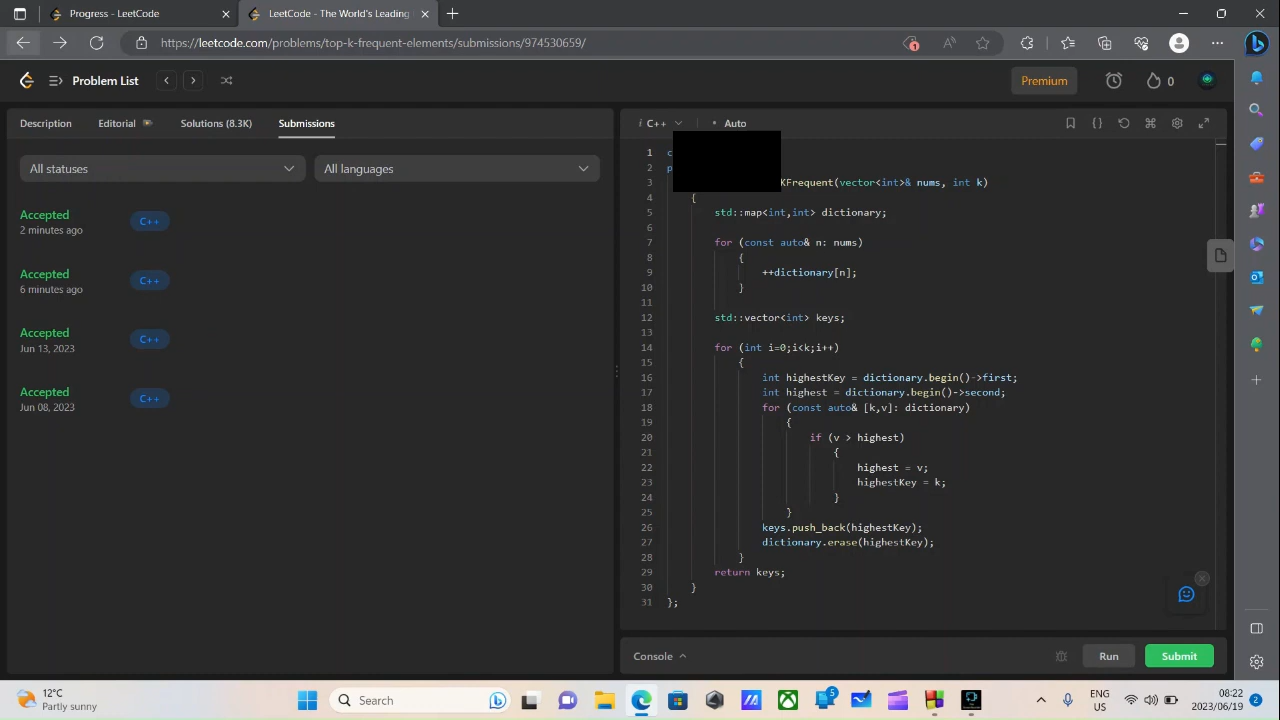 Progress - LeetCode
LeetCode - The World's Leading
https://leetcode.com/problems/top-k-frequent-elements/submissions/974530659/
1
Problem List
Premium
0
Description
Editorial
Solutions (8.3K)
Submissions
All statuses
All languages
Accepted
2 minutes ago
C++
Accepted
6 minutes ago
C++
Accepted
Jun 13, 2023
C++
Accepted
Jun 08, 2023
C++
i C++
• Auto
1 c
2 p
3 KFrequent(vector<int>& nums, int k)
4 {
5 std::map<int,int> dictionary;
6
7 for (const auto& n: nums)
8 {
9 ++dictionary[n];
10 }
11
12 std::vector<int> keys;
13
14 for (int i=0;i<k;i++)
15 {
16 int highestKey = dictionary.begin()->first;
17 int highest = dictionary.begin()->second;
18 for (const auto& [k,v]: dictionary)
19 {
20 if (v > highest)
21 {
22 highest = v;
23 highestKey = k;
24 }
25 }
26 keys.push_back(highestKey);
27 dictionary.erase(highestKey);
28 }
29 return keys;
30 }
31 };
Console
Run
Submit
12°C
Partly sunny
Search
5
ENG
US
08:22
2023/06/19
2